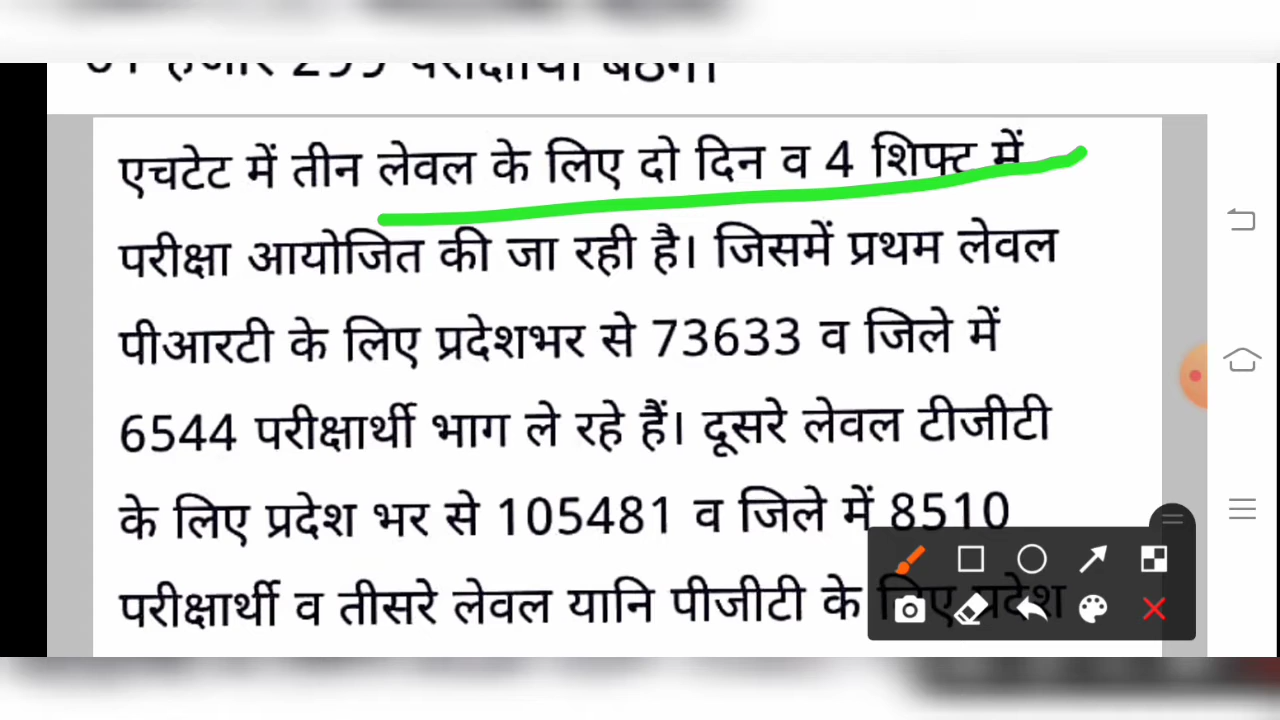 एचटेट में तीन लेवल के लिए दो दिन व 4 शिफ्ट में
परीक्षा आयोजित की जा रही है। जिसमें प्रथम लेवल
पीआरटी के लिए प्रदेशभर से 73633 व जिले में
6544 परीक्षार्थी भाग ले रहे हैं। दूसरे लेवल टीजीटी
के लिए प्रदेश भर से 105481 व जिले में 8510
परीक्षार्थी व तीसरे लेवल यानि पीजीटी के लिए प्रदेश